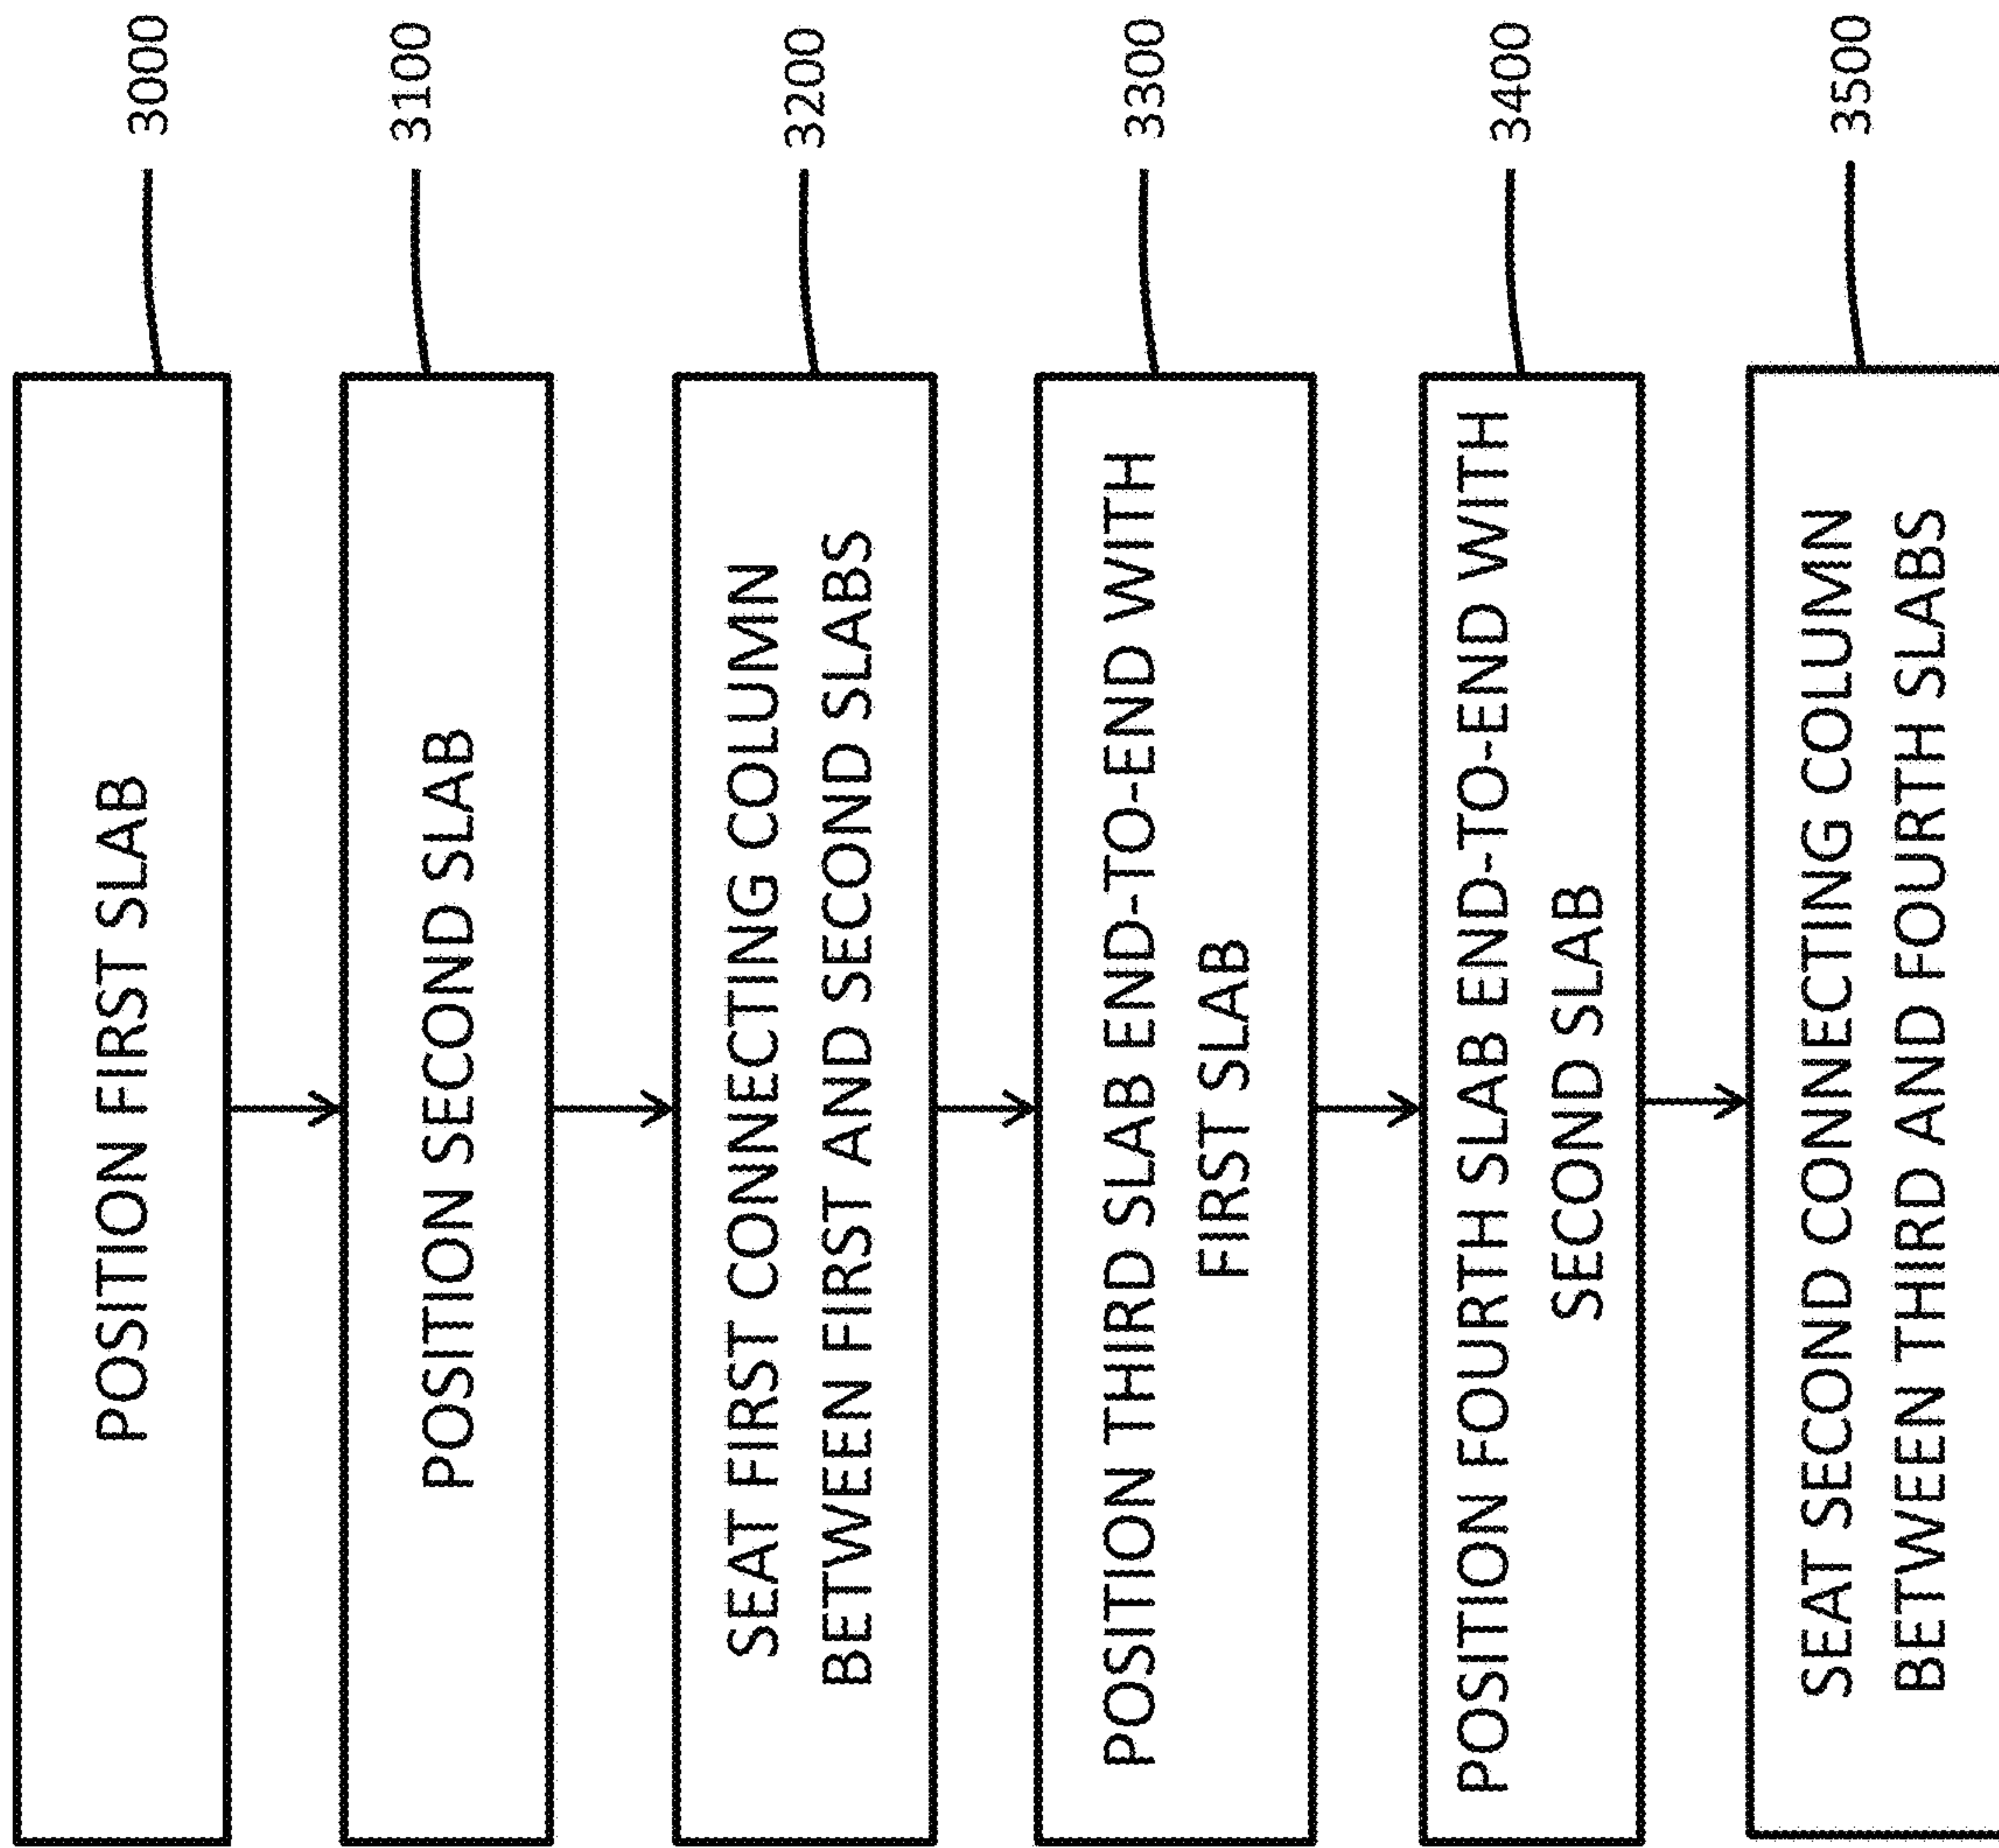 POSITION FIRST SLAB
3000
POSITION SECOND SLAB
3100
SEAT FIRST CONNECTING COLUMN
BETWEEN FIRST AND SECOND SLABS
3200
POSITION THIRD SLAB END-TO-END WITH
FIRST SLAB
3300
POSITION FOURTH SLAB END-TO-END WITH
SECOND SLAB
3400
SEAT SECOND CONNECTING COLUMN
BETWEEN THIRD AND FOURTH SLABS
3500